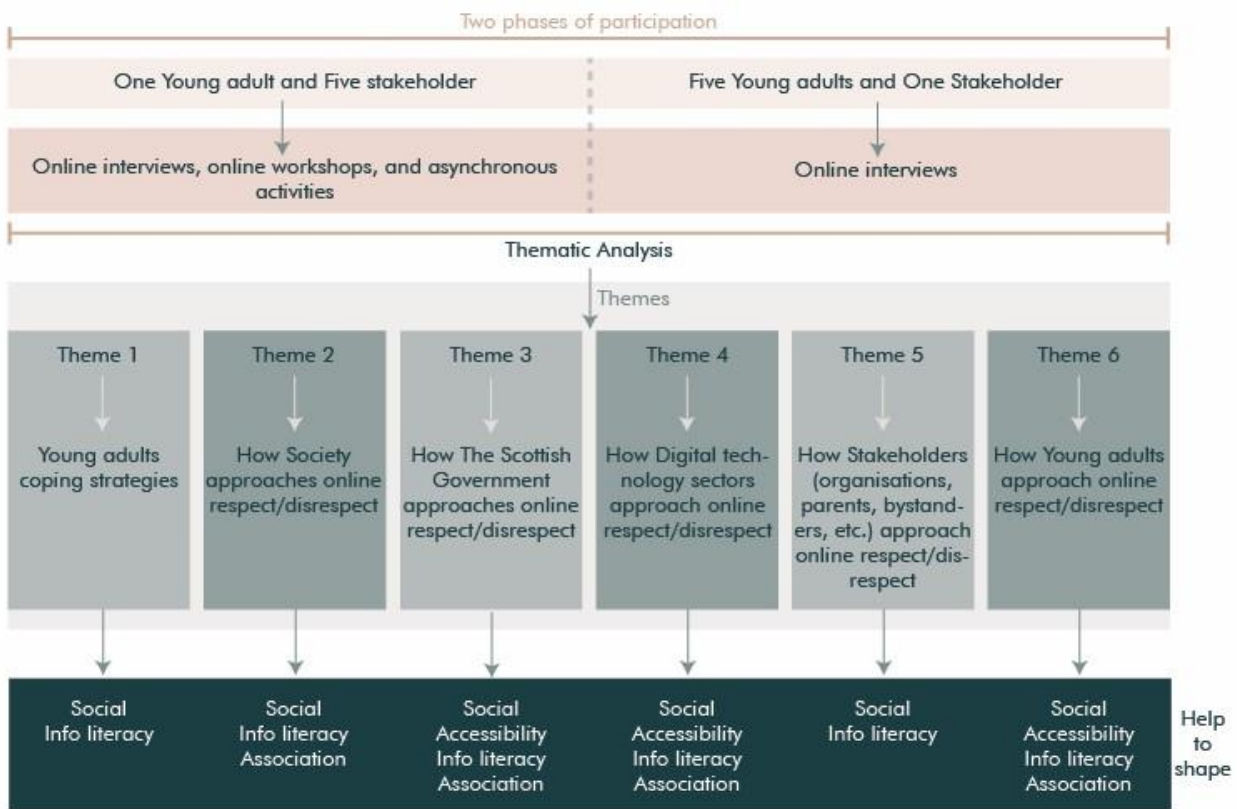 Two phases of participation
One Young adult and Five stakeholder
Five Young adults and One Stakeholder
Online interviews, online workshops, and asynchronous
activities
Online interviews
Thematic Analysis
Themes
Theme 1
Young adults
coping strategies
Theme 2
How Society
approaches online
respect/disrespect
Theme 3
How The Scottish
Government
approaches online
respect/disrespect
Theme 4
How Digital tech-
nology sectors
approach online
respect/disrespect
Theme 5
How Stakeholders
(organisations,
parents, bystand-
ers, etc.) approach
online respect/dis-
respect
Theme 6
How Young adults
approach online
respect/disrespect
Social
Info literacy
Social
Info literacy
Association
Social
Accessibility
Info literacy
Association
Social
Accessibility
Info literacy
Association
Social
Info literacy
Social
Accessibility
Info literacy
Association
Help
to
shape